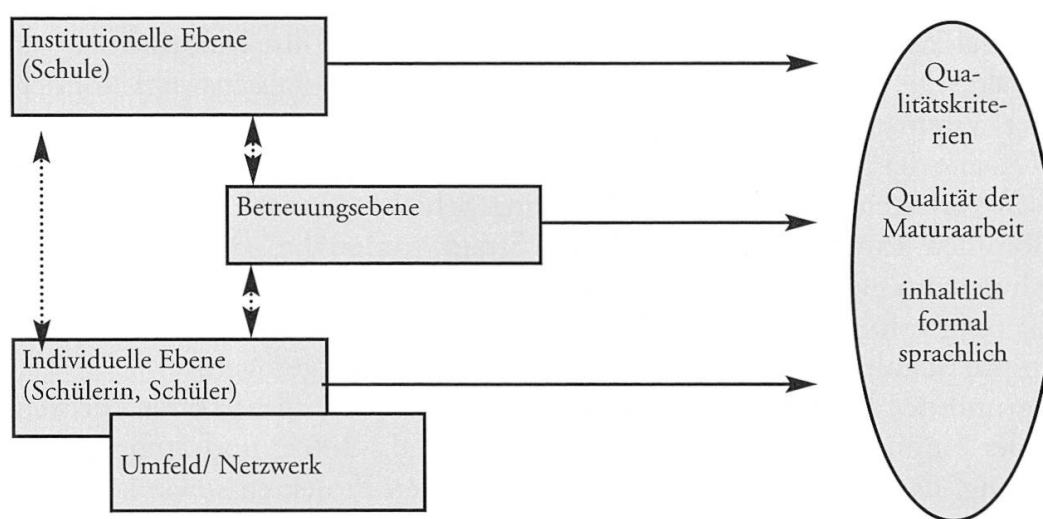 Institutionelle Ebene
(Schule)
Betreuungsebene
Individuelle Ebene
(Schülerin, Schüler)
Umfeld/ Netzwerk
Qua-
litätskrite-
rien
Qualität der
Maturaarbeit
inhaltlich
formal
sprachlich